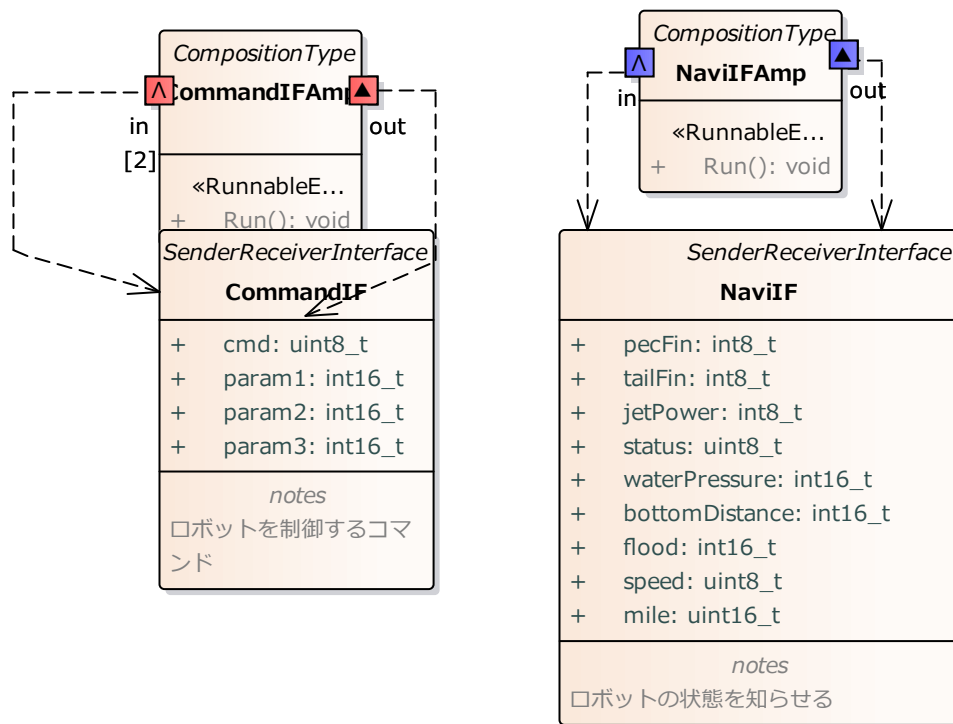 CompositionType
CommandIFAmp
in
[2]
out
«RunnableE...
+ Run(): void
SenderReceiverInterface
CommandIF
+ cmd: uint8_t
+ param1: int16_t
+ param2: int16_t
+ param3: int16_t
notes
ロボットを制御するコマ
ンド
CompositionType
NaviIFAmp
in
out
«RunnableE...
+ Run(): void
SenderReceiverInterface
NaviIF
+ pecFin: int8_t
+ tailFin: int8_t
+ jetPower: int8_t
+ status: uint8_t
+ waterPressure: int16_t
+ bottomDistance: int16_t
+ flood: int16_t
+ speed: uint8_t
+ mile: uint16_t
notes
ロボットの状態を知らせる